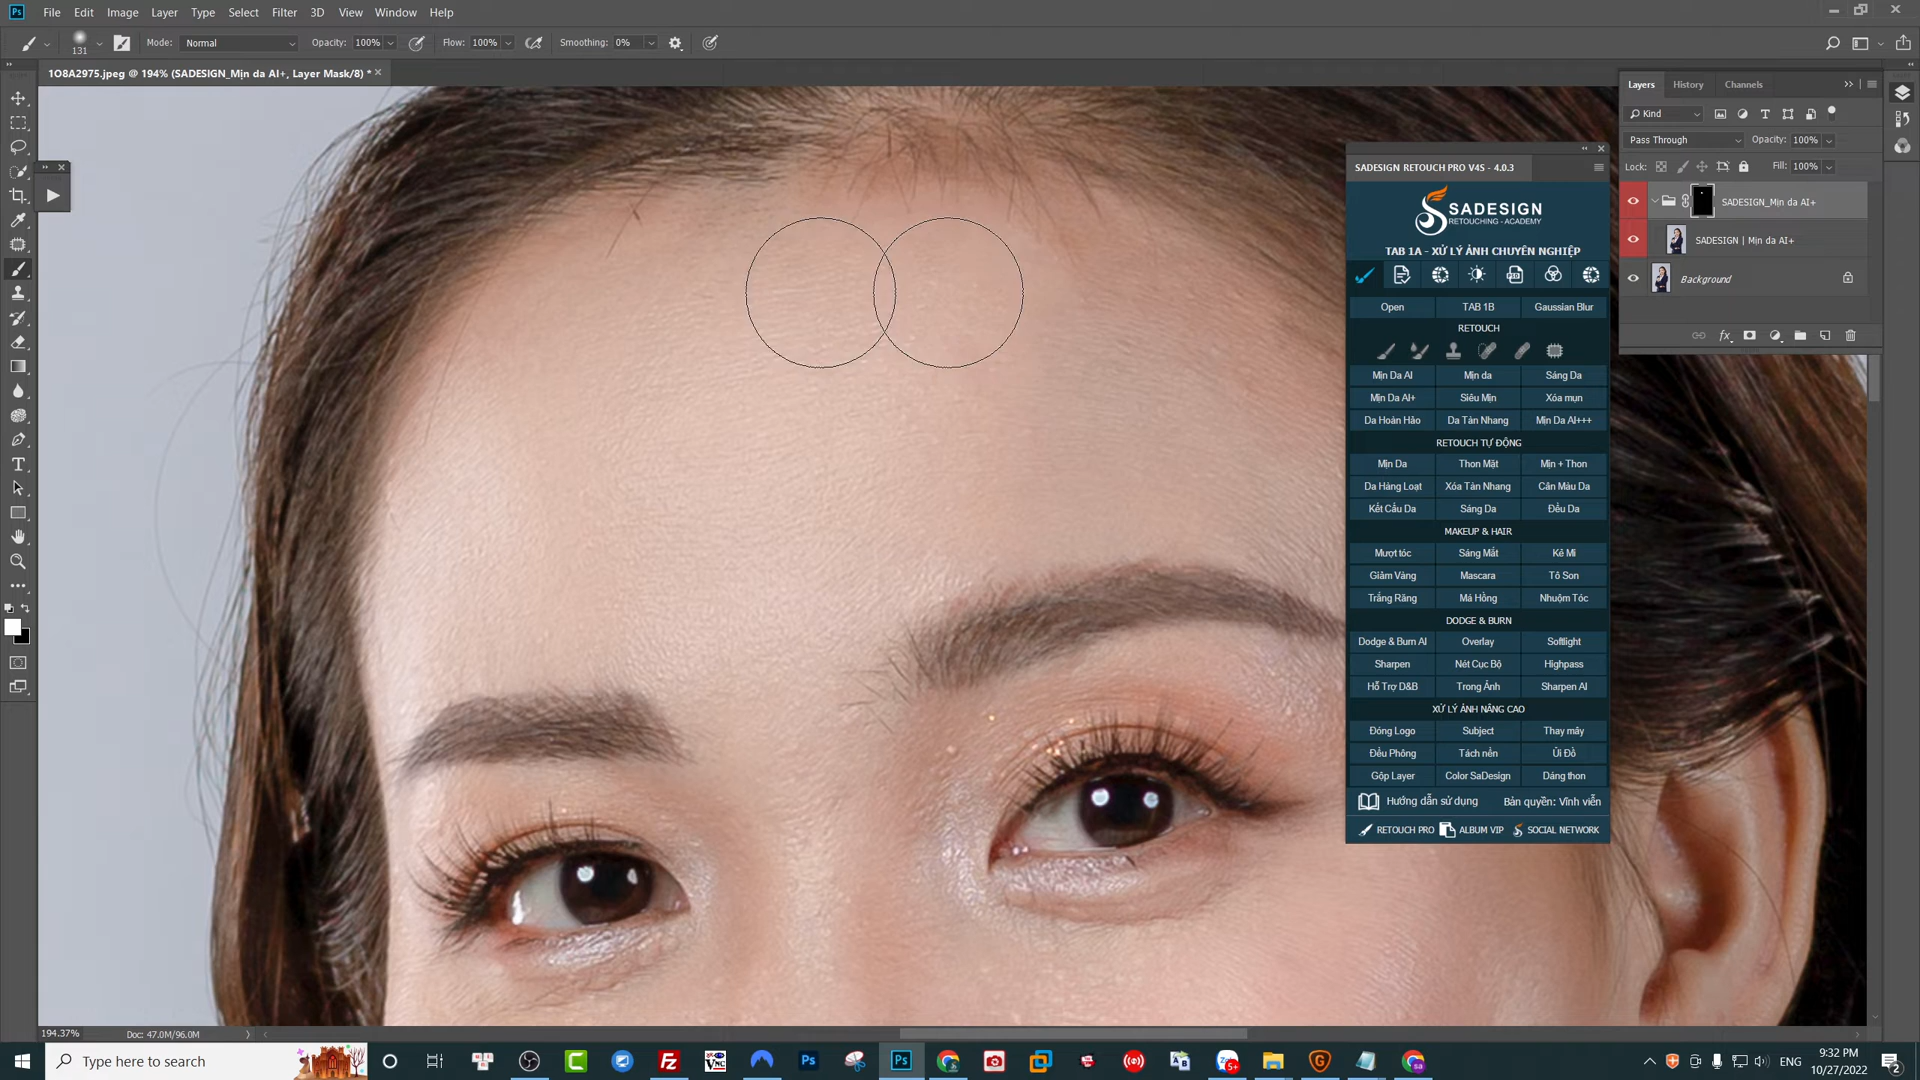 File Edit Image Layer Type Select Filter 3D View Window Help
131 Mode: Normal Opacity: 100% Flow: 100% Smoothing: 0%
1O8A2975.jpeg @ 194% (SADESIGN_Mịn da AI+, Layer Mask/8) *
Layers History Channels
Kind
Pass Through Opacity: 100%
Lock: Fill: 100%
SADESIGN_Mịn da AI+
SADESIGN | Mịn da AI+
Background
SADESIGN RETOUCH PRO V4S - 4.0.3
SADESIGN
RETOUCHING - ACADEMY
TAB 1A - XỬ LÝ ẢNH CHUYÊN NGHIỆP
Open TAB 1B Gaussian Blur
RETOUCH
Mịn Da AI Mịn da Sáng Da
Mịn Da AI+ Siêu Mịn Xóa mụn
Da Hoàn Hảo Da Tàn Nhang Mịn Da AI+++
RETOUCH TỰ ĐỘNG
Mịn Da Thon Mặt Mịn + Thon
Da Hàng Loạt Xóa Tàn Nhang Cân Màu Da
Kết Cấu Da Sáng Da Đều Da
MAKEUP & HAIR
Mượt tóc Sáng Mắt Kẻ Mi
Giảm Vàng Mascara Tô Son
Trắng Răng Má Hồng Nhuộm Tóc
DODGE & BURN
Dodge & Burn AI Overlay Softlight
Sharpen Nét Cục Bộ Highpass
Hỗ Trợ D&B Trong Ảnh Sharpen AI
XỬ LÝ ẢNH NÂNG CAO
Đóng Logo Subject Thay mây
Đều Phông Tách nền Ủi Đồ
Gộp Layer Color SaDesign Dáng thon
Hướng dẫn sử dụng Bản quyền: Vĩnh viễn
RETOUCH PRO ALBUM VIP SOCIAL NETWORK
194.37% Doc: 47.0M/96.0M
Type here to search
ENG
9:32 PM
10/27/2022
2